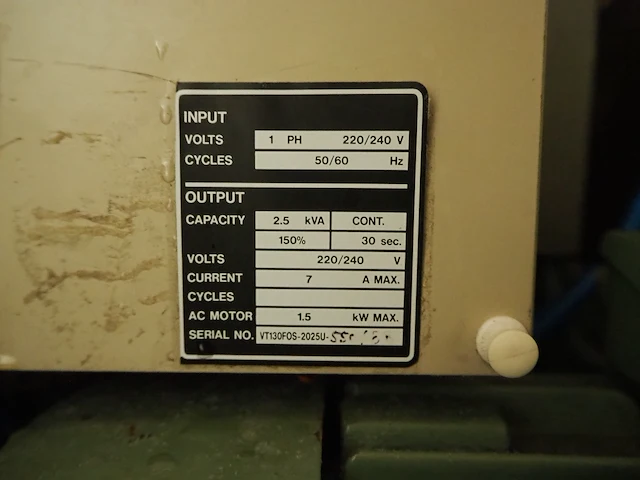 INPUT
VOLTS 1 PH 220/240 V
CYCLES 50/60 Hz
OUTPUT
CAPACITY 2.5 kVA CONT.
150% 30 sec.
VOLTS 220/240 V
CURRENT 7 A MAX.
CYCLES
AC MOTOR 1.5 kW MAX.
SERIAL NO. VT130FOS-2025U-